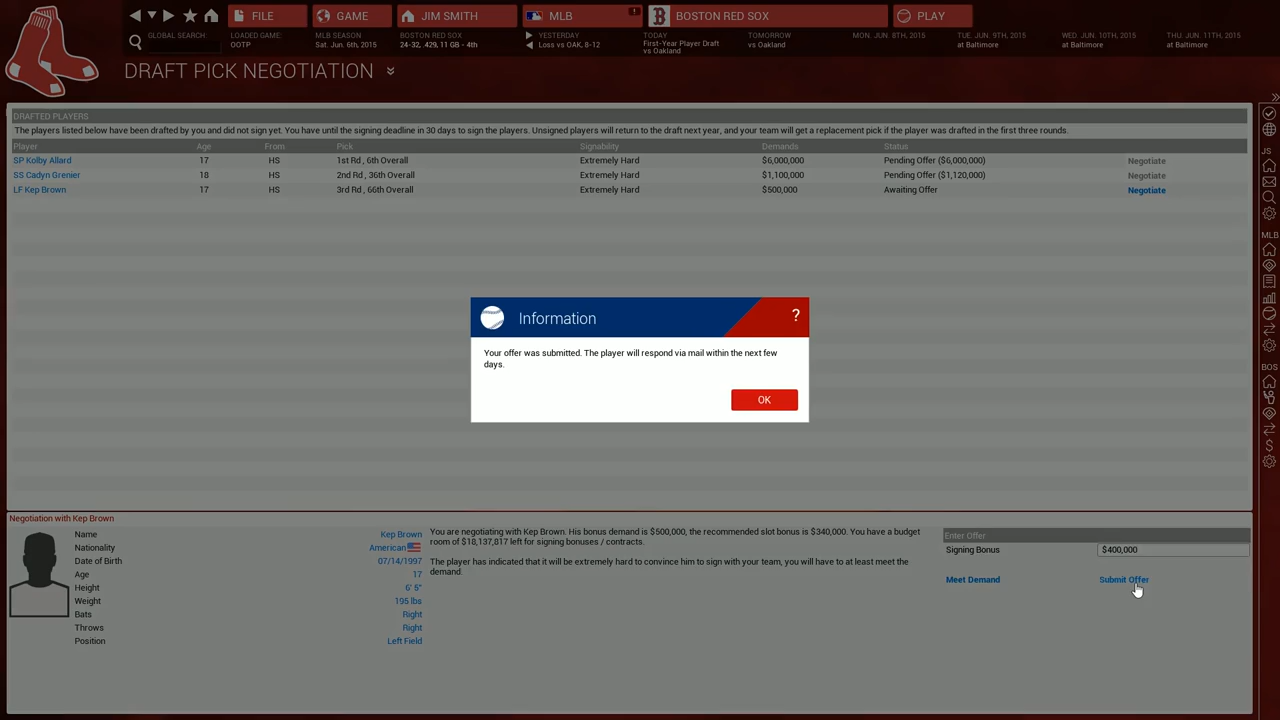 FILE
GAME
JIM SMITH
MLB
BOSTON RED SOX
PLAY
GLOBAL SEARCH:
LOADED GAME:
OOTP
MLB SEASON
Sat. Jun. 6th, 2015
BOSTON RED SOX
24-32, .429, 11 GB - 4th
YESTERDAY
Loss vs OAK, 8-12
TODAY
First-Year Player Draft
vs Oakland
TOMORROW
vs Oakland
MON. JUN. 8TH, 2015
TUE. JUN. 9TH, 2015
at Baltimore
WED. JUN. 10TH, 2015
at Baltimore
THU. JUN. 11TH, 2015
at Baltimore
DRAFT PICK NEGOTIATION
DRAFTED PLAYERS
The players listed below have been drafted by you and did not sign yet. You have until the signing deadline in 30 days to sign the players. Unsigned players will return to the draft next year, and your team will get a replacement pick if the player was drafted in the first three rounds.
Player Age From Pick Signability Demands Status
SP Kolby Allard 17 HS 1st Rd , 6th Overall Extremely Hard $6,000,000 Pending Offer ($6,000,000) Negotiate
SS Cadyn Grenier 18 HS 2nd Rd , 36th Overall Extremely Hard $1,100,000 Pending Offer ($1,120,000) Negotiate
LF Kep Brown 17 HS 3rd Rd , 66th Overall Extremely Hard $500,000 Awaiting Offer Negotiate
JS
MLB
BOS
Information
?
Your offer was submitted. The player will respond via mail within the next few
days.
OK
Negotiation with Kep Brown
Name Kep Brown
Nationality American
Date of Birth 07/14/1997
Age 17
Height 6' 5"
Weight 195 lbs
Bats Right
Throws Right
Position Left Field
You are negotiating with Kep Brown. His bonus demand is $500,000, the recommended slot bonus is $340,000. You have a budget
room of $18,137,817 left for signing bonuses / contracts.
The player has indicated that it will be extremely hard to convince him to sign with your team, you will have to at least meet the
demand.
Enter Offer
Signing Bonus $400,000
Meet Demand Submit Offer